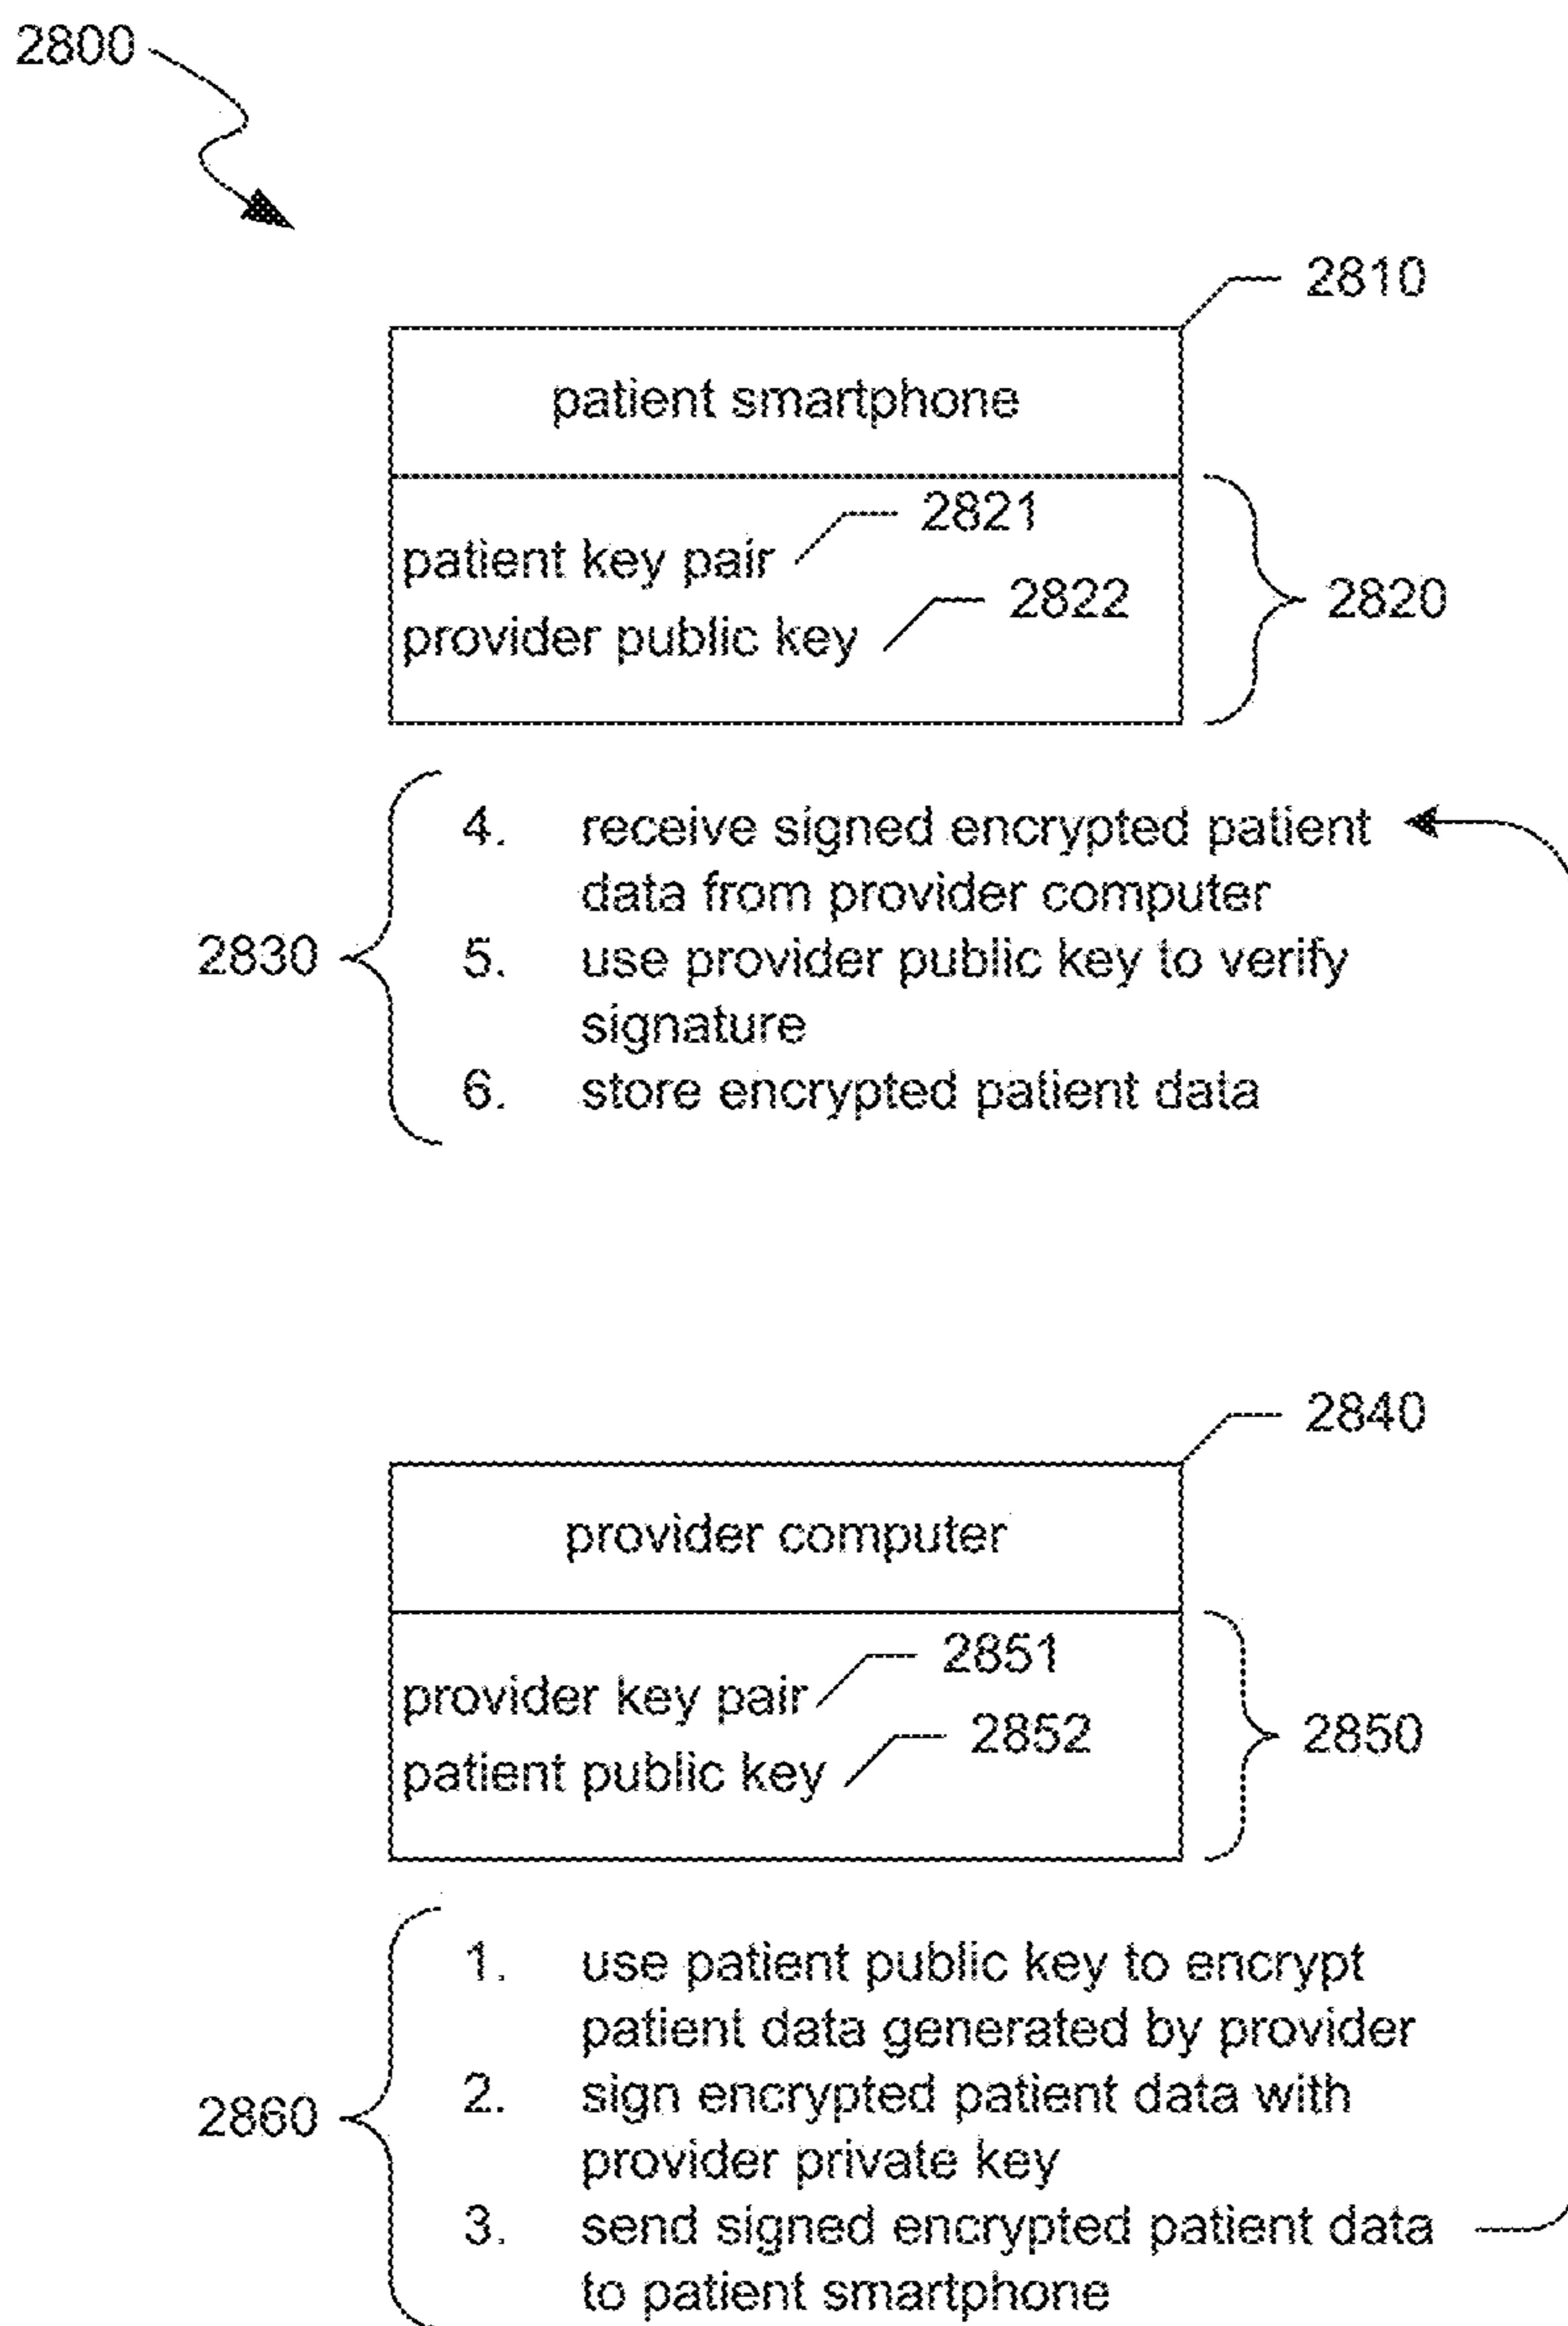 2800
2810
patient smartphone
2821
patient key pair
2822
provider public key
2820
4. receive signed encrypted patient
data from provider computer
2830
5. use provider public key to verify
signature
6. store encrypted patient data
2840
provider computer
2851
provider key pair
2852
patient public key
2850
1. use patient public key to encrypt
patient data generated by provider
2860
2. sign encrypted patient data with
provider private key
3. send signed encrypted patient data
to patient smartphone